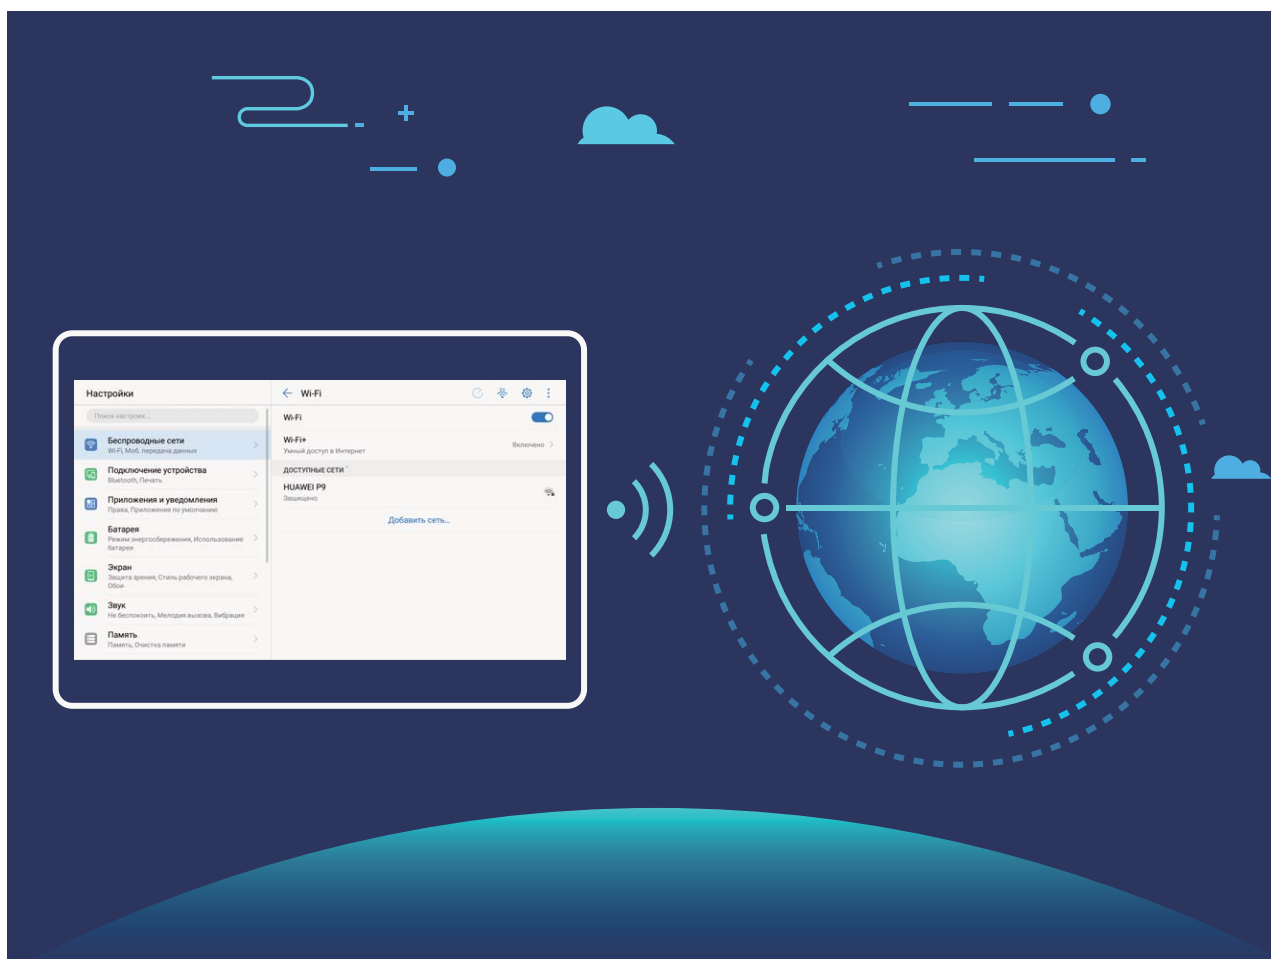 Настройки
Поиск настроек...
Беспроводные сети
Wi-Fi, Моб. передача данных
Подключение устройства
Bluetooth, Печать
Приложения и уведомления
Права, Приложения по умолчанию
Батарея
Режим энергосбережения, Использование
батареи
Экран
Защита зрения, Стиль рабочего экрана,
Обои
Звук
Не беспокоить, Мелодия вызова, Вибрация
Память
Память, Очистка памяти
Wi-Fi
Wi-Fi
Wi-Fi+
Умный доступ в Интернет
Включено
ДОСТУПНЫЕ СЕТИ
HUAWEI P9
Защищено
Добавить сеть...